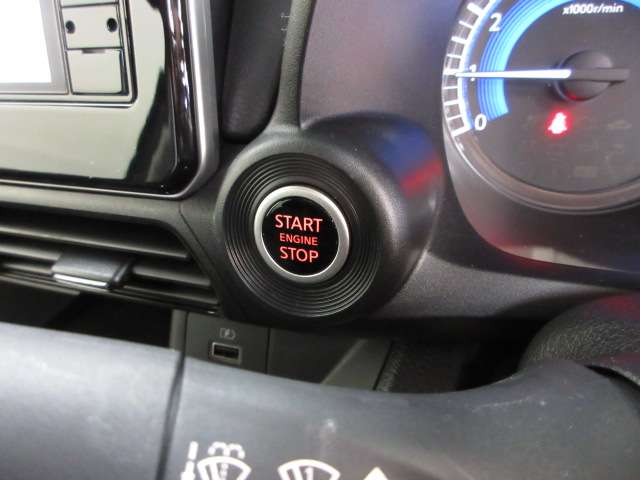 x1000r/min
2
1
0
START
ENGINE
STOP